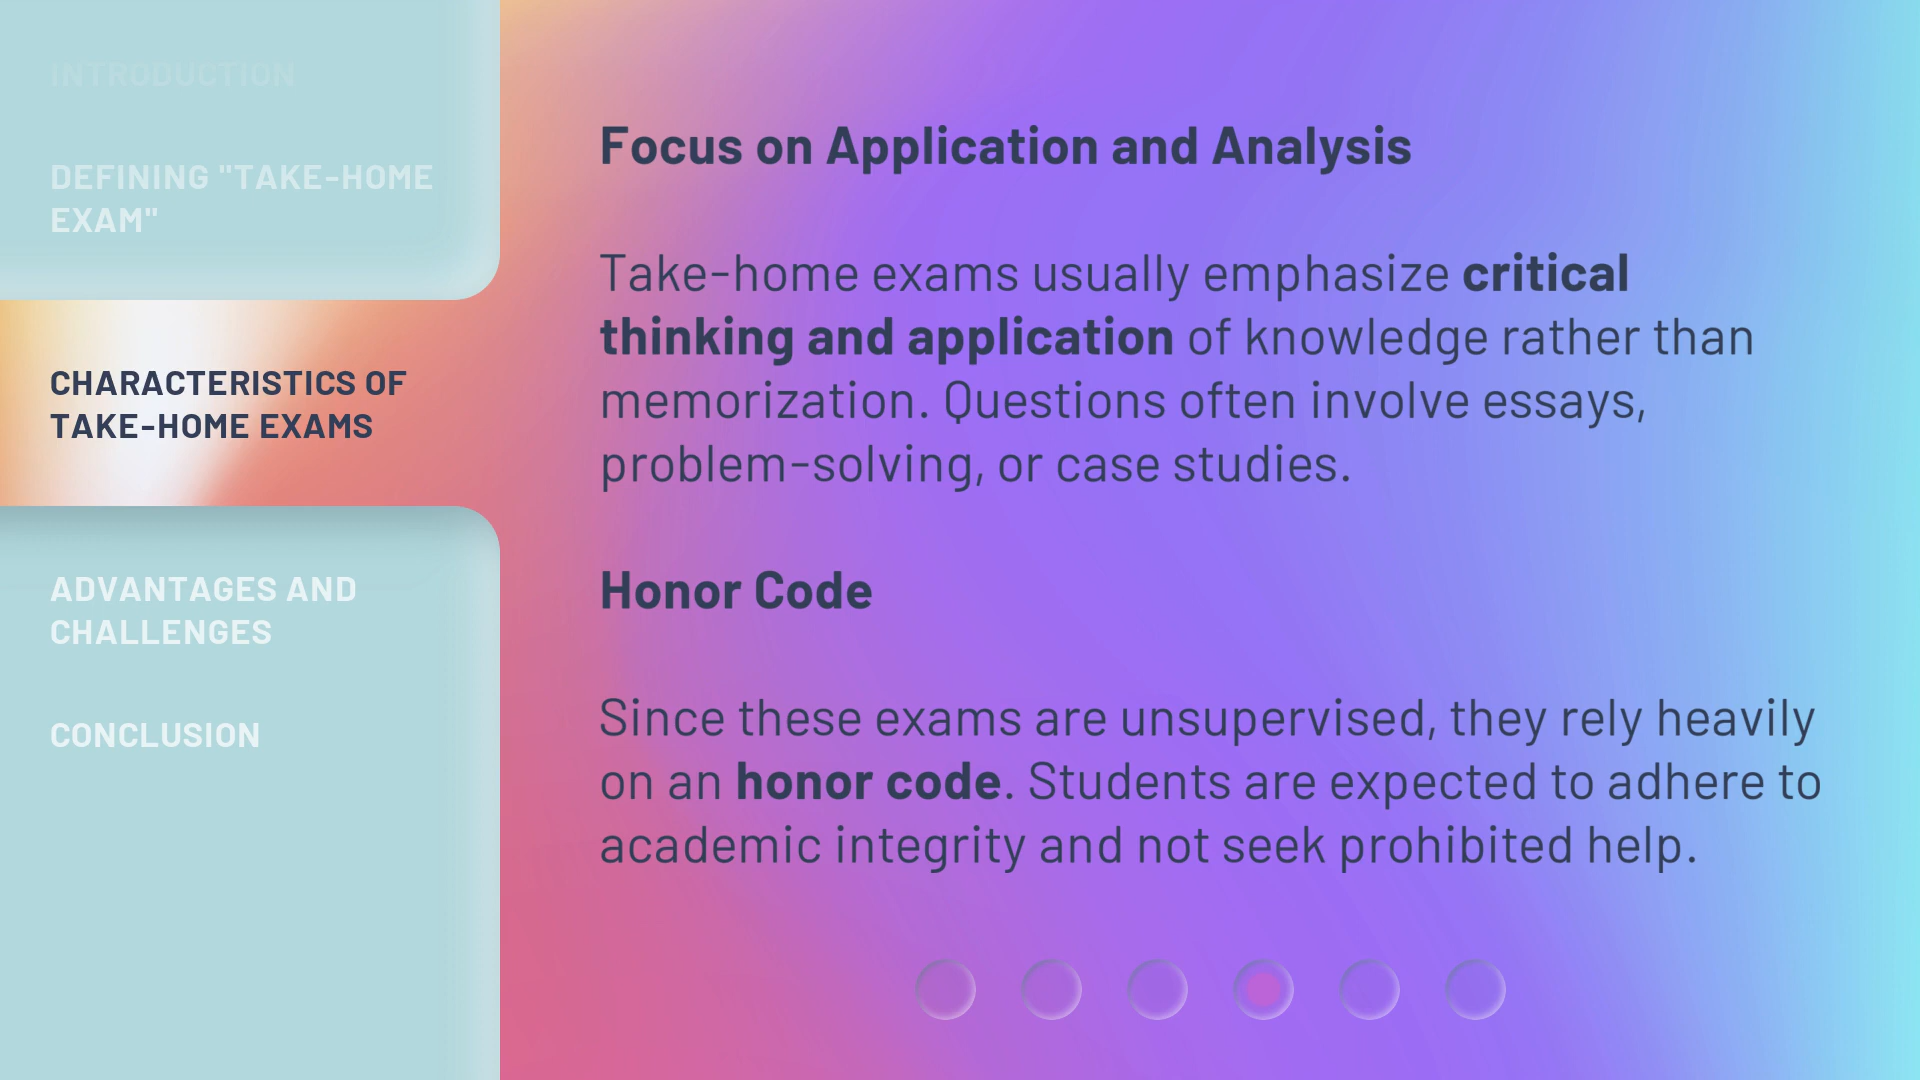 INTRODUCTION
DEFINING "TAKE-HOME
EXAM"
CHARACTERISTICS OF
TAKE-HOME EXAMS
ADVANTAGES AND
CHALLENGES
CONCLUSION
Focus on Application and Analysis
Take-home exams usually emphasize critical
thinking and application of knowledge rather than
memorization. Questions often involve essays,
problem-solving, or case studies.
Honor Code
Since these exams are unsupervised, they rely heavily
on an honor code. Students are expected to adhere to
academic integrity and not seek prohibited help.